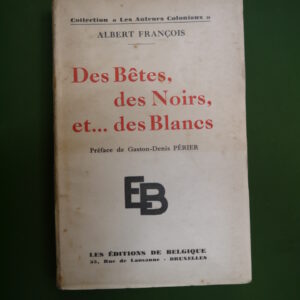 Collection « Les Auteurs Coloniaux »
ALBERT FRANÇOIS
Des Bêtes,
des Noirs,
et... des Blancs
Préface de Gaston-Denis PÉRIER
EB
LES ÉDITIONS DE BELGIQUE
55, Rue de Lausanne - BRUXELLES